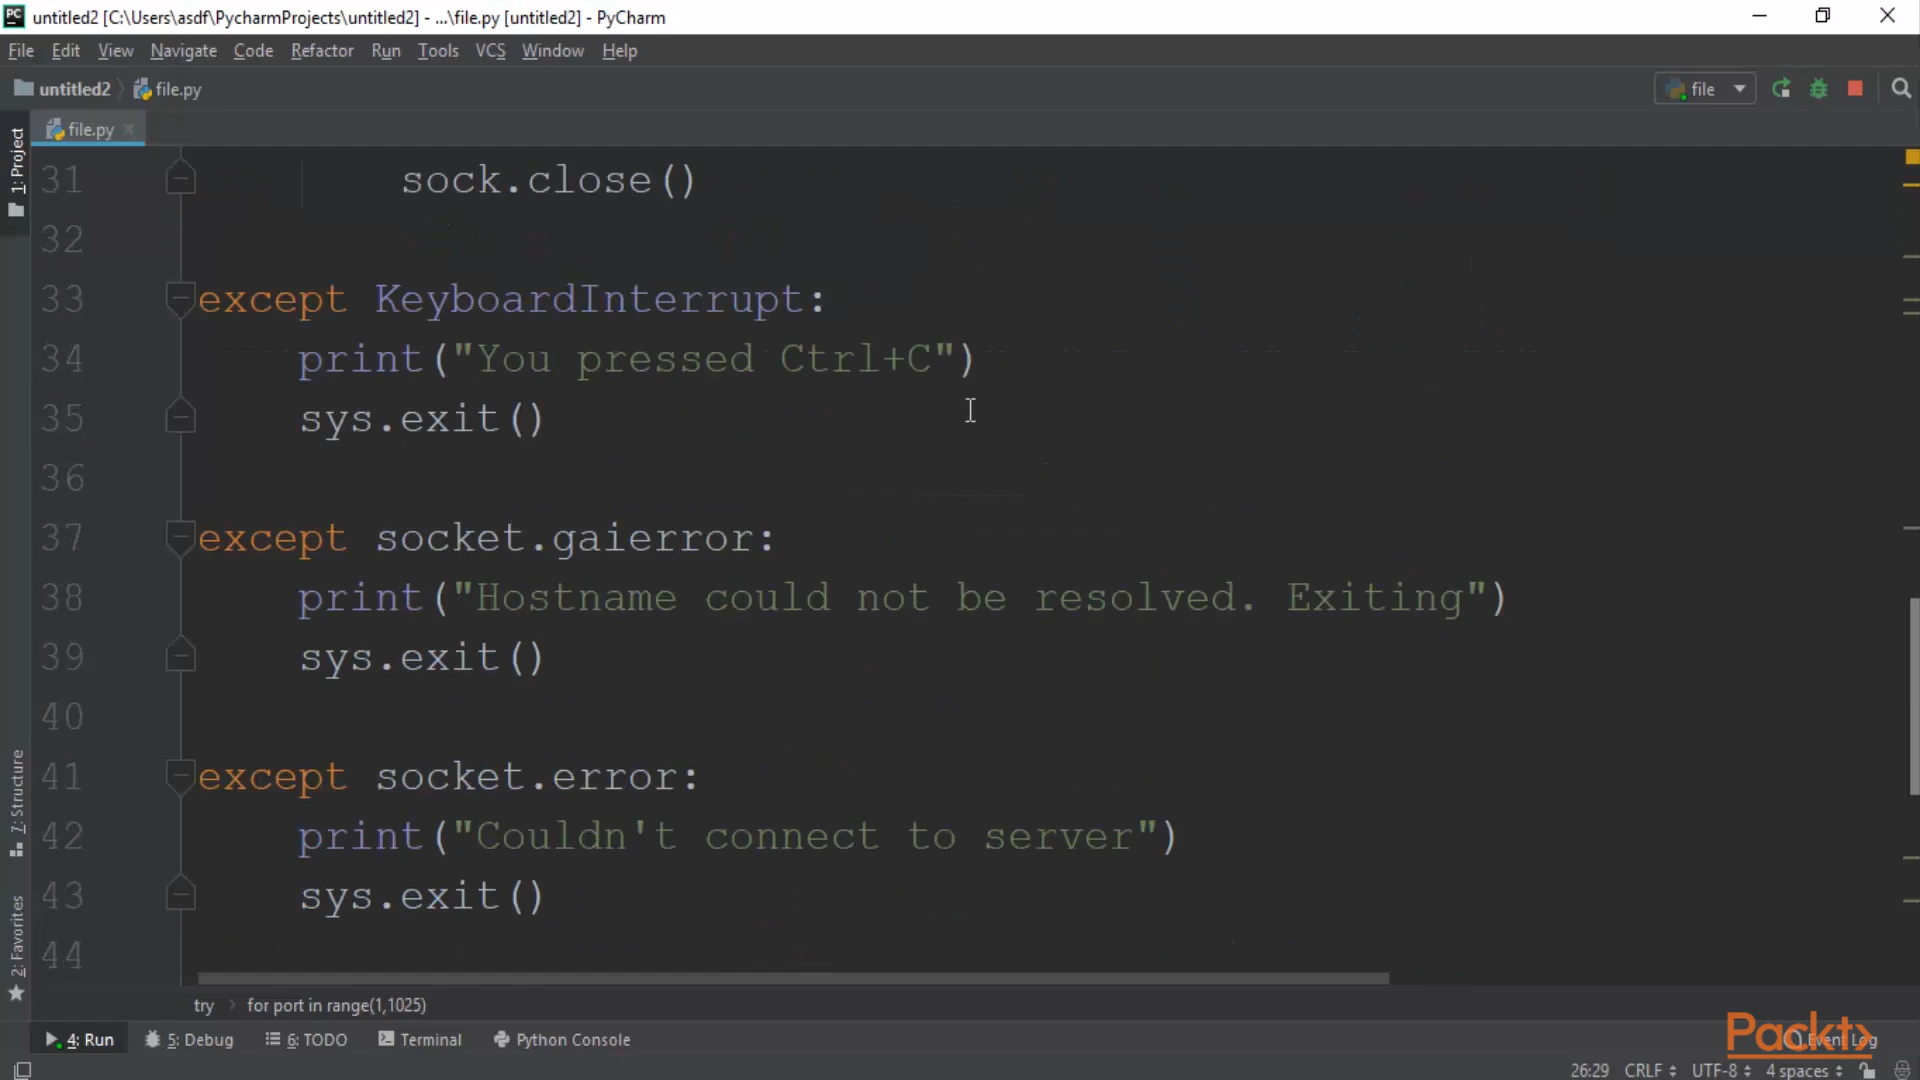 untitled2 [C:\Users\asdf\PycharmProjects\untitled2] - ...\file.py [untitled2] - PyCharm
File Edit View Navigate Code Refactor Run Tools VCS Window Help
untitled2 file.py file
file.py
1: Project
7: Structure
2: Favorites
31 sock.close()
32
33 except KeyboardInterrupt:
34 print("You pressed Ctrl+C")
35 sys.exit()
36
37 except socket.gaierror:
38 print("Hostname could not be resolved. Exiting")
39 sys.exit()
40
41 except socket.error:
42 print("Couldn't connect to server")
43 sys.exit()
44
try for port in range(1,1025)
4: Run 5: Debug 6: TODO Terminal Python Console Event Log
Packt>
26:29 CRLF UTF-8 4 spaces